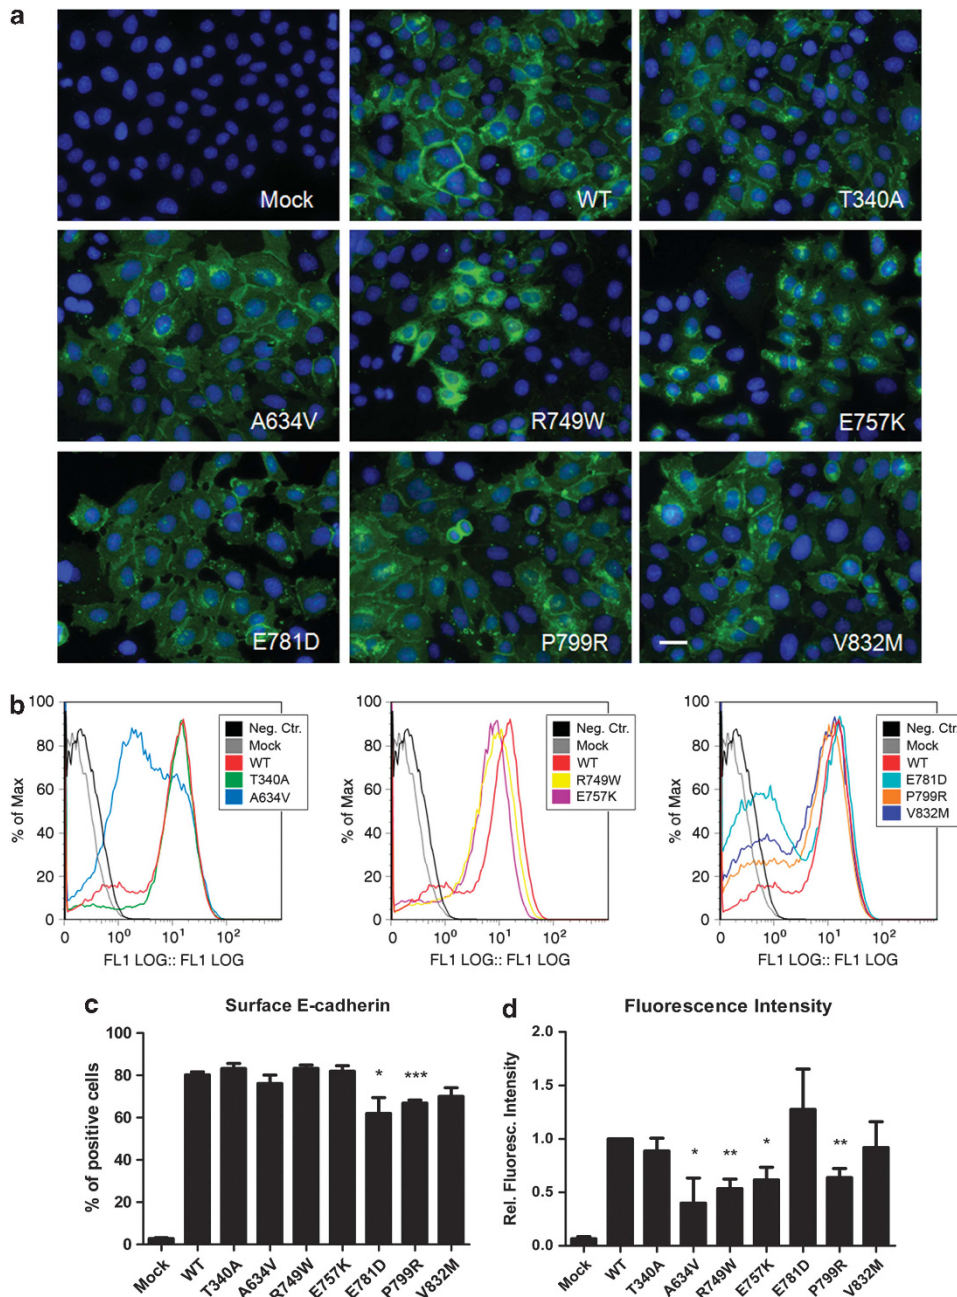 a
Mock
WT
T340A
A634V
R749W
E757K
E781D
P799R
V832M
b
100
80
60
40
20
0
% of Max
0 10⁰ 10¹ 10²
FL1 LOG:: FL1 LOG
Neg. Ctr.
Mock
WT
T340A
A634V
100
80
60
40
20
0
% of Max
0 10⁰ 10¹ 10²
FL1 LOG:: FL1 LOG
Neg. Ctr.
Mock
WT
R749W
E757K
100
80
60
40
20
0
% of Max
0 10⁰ 10¹ 10²
FL1 LOG:: FL1 LOG
Neg. Ctr.
Mock
WT
E781D
P799R
V832M
c
Surface E-cadherin
100
80
60
40
20
0
% of positive cells
* ***
Mock WT T340A A634V R749W E757K E781D P799R V832M
d
Fluorescence Intensity
2.0
1.5
1.0
0.5
0.0
Rel. Fluoresc. Intensity
* ** * **
Mock WT T340A A634V R749W E757K E781D P799R V832M